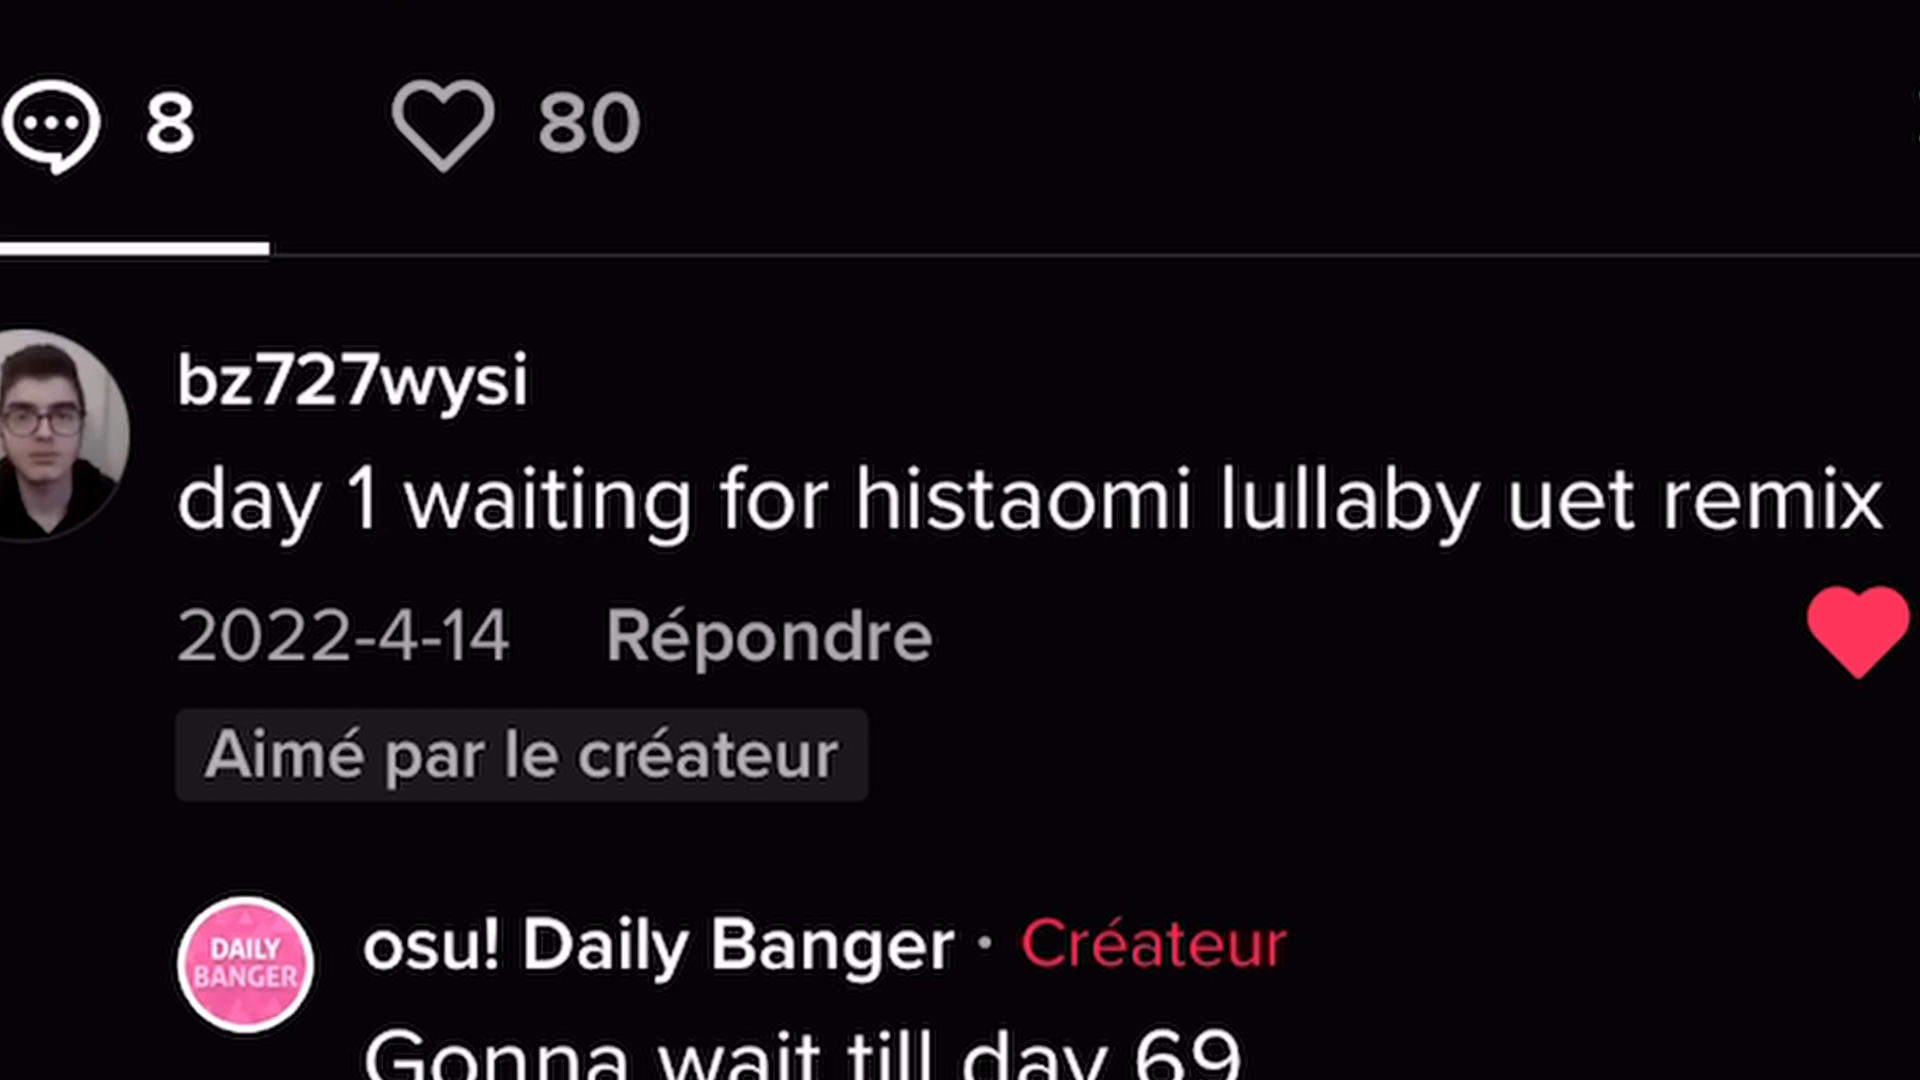 8 80
bz727wysi
day 1 waiting for histaomi lullaby uet remix
2022-4-14 Répondre
Aimé par le créateur
DAILY
BANGER
osu! Daily Banger · Créateur
Gonna wait till day 69